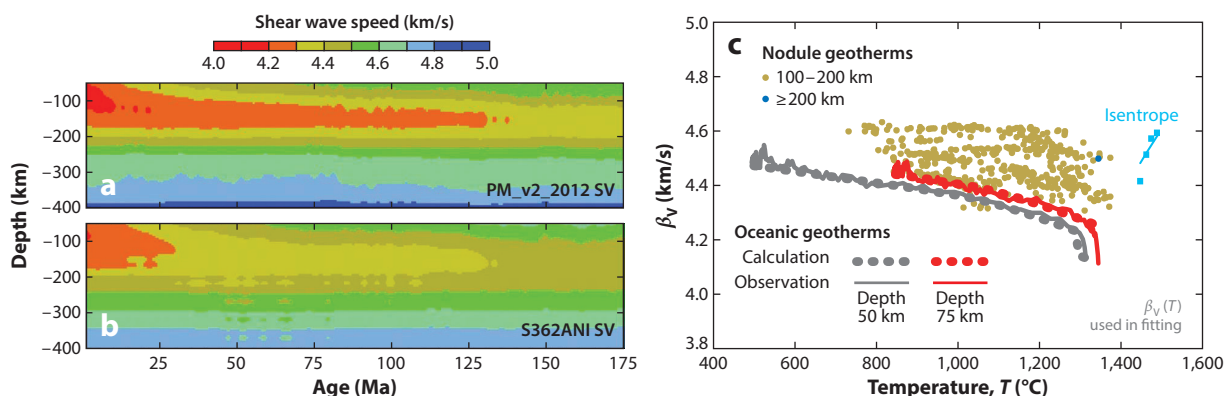 Shear wave speed (km/s)
4.0 4.2 4.4 4.6 4.8 5.0
Depth (km)
−100
−200
−300
−400
a
PM_v2_2012 SV
−100
−200
−300
−400
b
S362ANI SV
25 50 75 100 125 150 175
Age (Ma)
c
βV (km/s)
5.0
4.8
4.6
4.4
4.2
4.0
3.8
Nodule geotherms
100–200 km
≥200 km
Isentrope
Oceanic geotherms
Calculation
Observation
Depth
50 km
Depth
75 km
βV(T)
used in fitting
400 600 800 1,000 1,200 1,400 1,600
Temperature, T (°C)